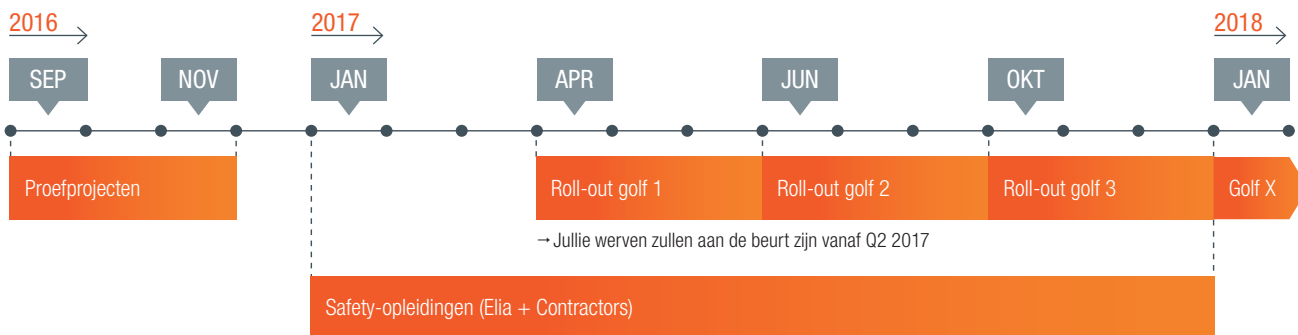 2016
2017
2018
SEP
NOV
JAN
APR
JUN
OKT
JAN
Proefprojecten
Roll-out golf 1
Roll-out golf 2
Roll-out golf 3
Golf X
→ Jullie werven zullen aan de beurt zijn vanaf Q2 2017
Safety-opleidingen (Elia + Contractors)